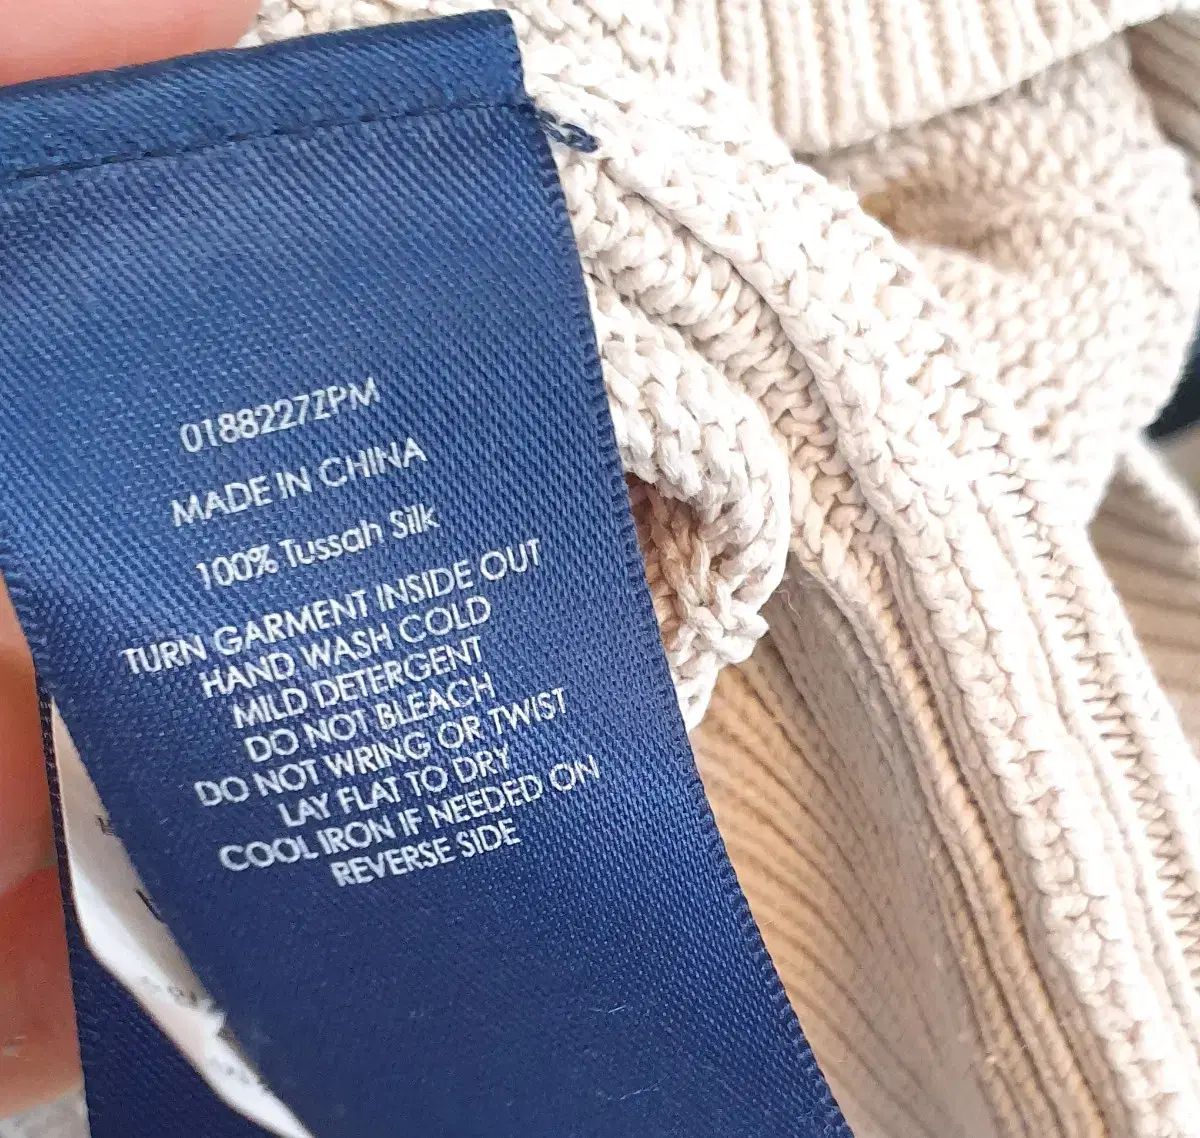 0188227ZPM
MADE IN CHINA
100% Tussah Silk
TURN GARMENT INSIDE OUT
HAND WASH COLD
MILD DETERGENT
DO NOT BLEACH
DO NOT WRING OR TWIST
LAY FLAT TO DRY
COOL IRON IF NEEDED ON
REVERSE SIDE